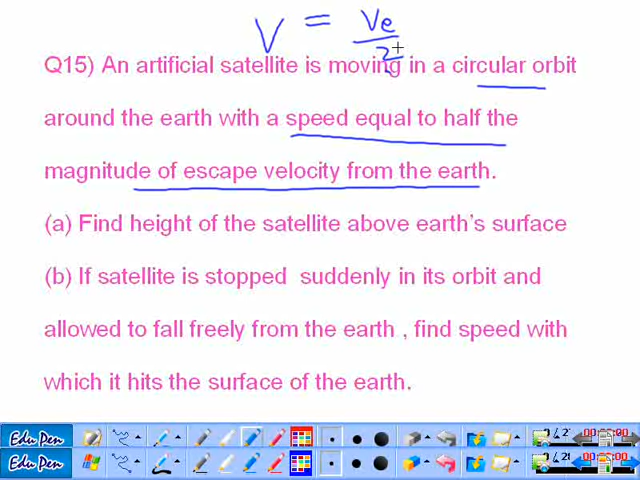 V = Ve/2
Q15) An artificial satellite is moving in a circular orbit
around the earth with a speed equal to half the
magnitude of escape velocity from the earth.
(a) Find height of the satellite above earth's surface
(b) If satellite is stopped suddenly in its orbit and
allowed to fall freely from the earth , find speed with
which it hits the surface of the earth.
Edu Pen
Edu Pen